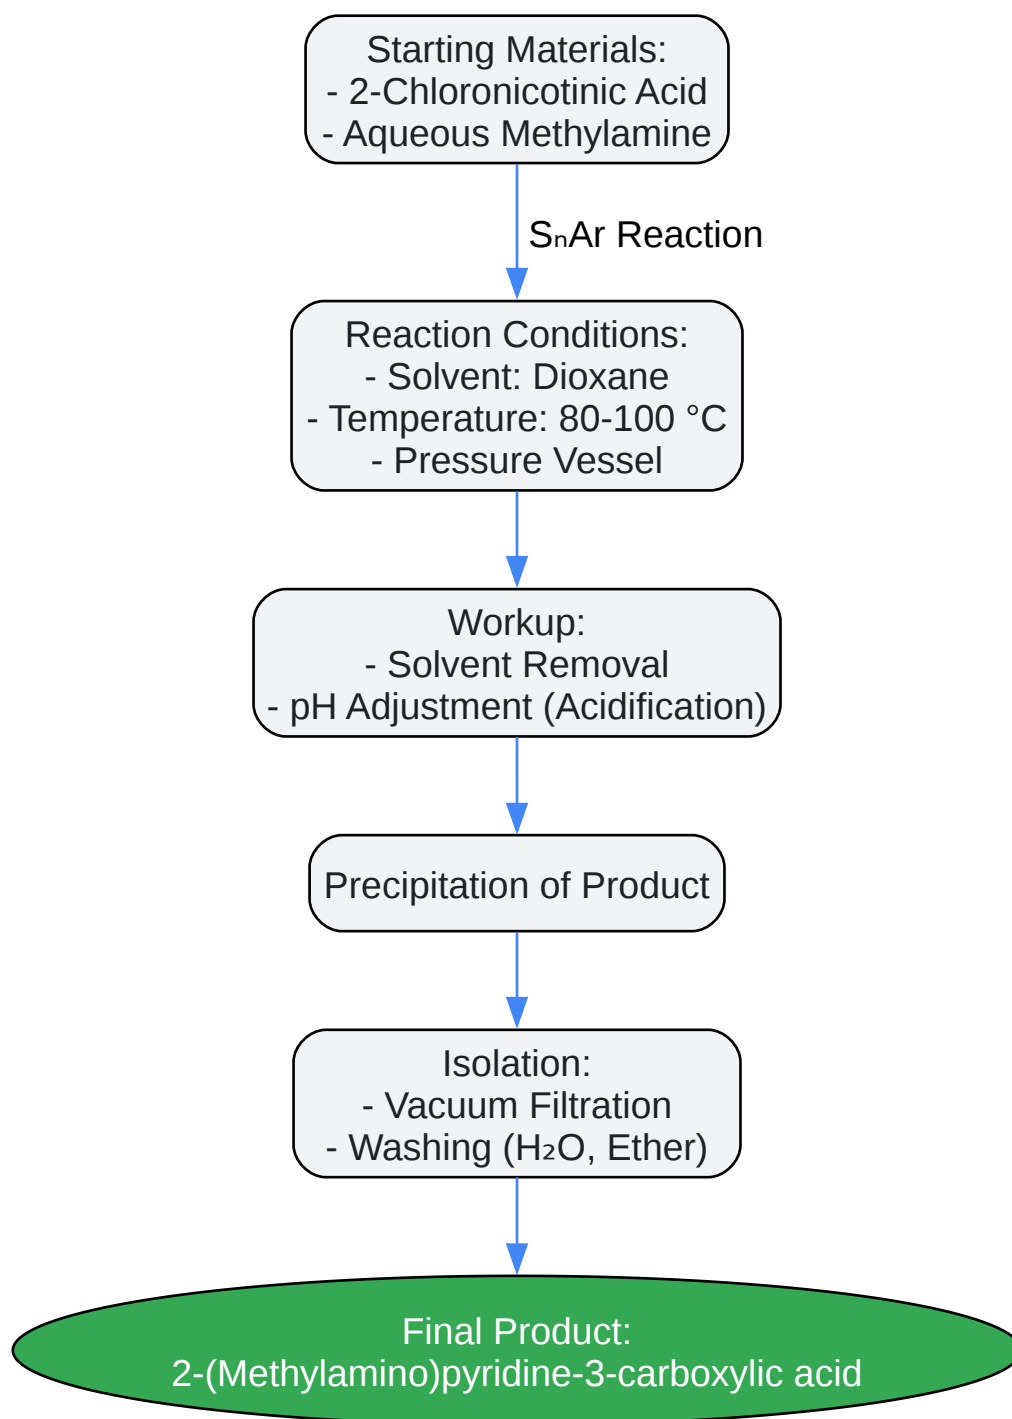 Starting Materials:
- 2-Chloronicotinic Acid
- Aqueous Methylamine
SₙAr Reaction
Reaction Conditions:
- Solvent: Dioxane
- Temperature: 80-100 °C
- Pressure Vessel
Workup:
- Solvent Removal
- pH Adjustment (Acidification)
Precipitation of Product
Isolation:
- Vacuum Filtration
- Washing (H₂O, Ether)
Final Product:
2-(Methylamino)pyridine-3-carboxylic acid